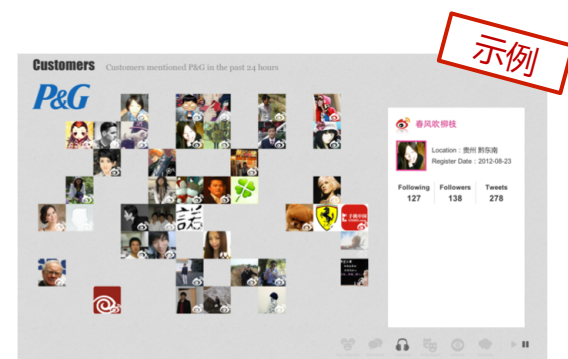 示例
Customers Customers mentioned P&G in the past 24 hours
P&G
春风吹柳枝
Location：贵州 黔东南
Register Date：2012-08-23
Following Followers Tweets
127 138 278